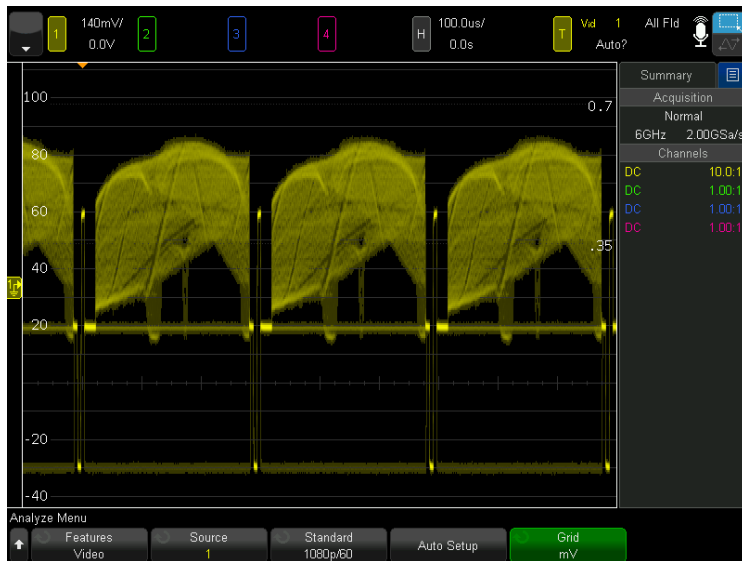 1 140mV/ 2 3 4 H 100.0us/ T Vid 1 All Fld
0.0V 0.0s Auto?
Summary
Acquisition
Normal
6GHz 2.00GSa/s
Channels
DC 10.0:1
DC 1.00:1
DC 1.00:1
DC 1.00:1
100
0.7
80
60
.35
40
1
20
-20
-40
Analyze Menu
Features Source Standard Auto Setup Grid
Video 1 1080p/60 mV